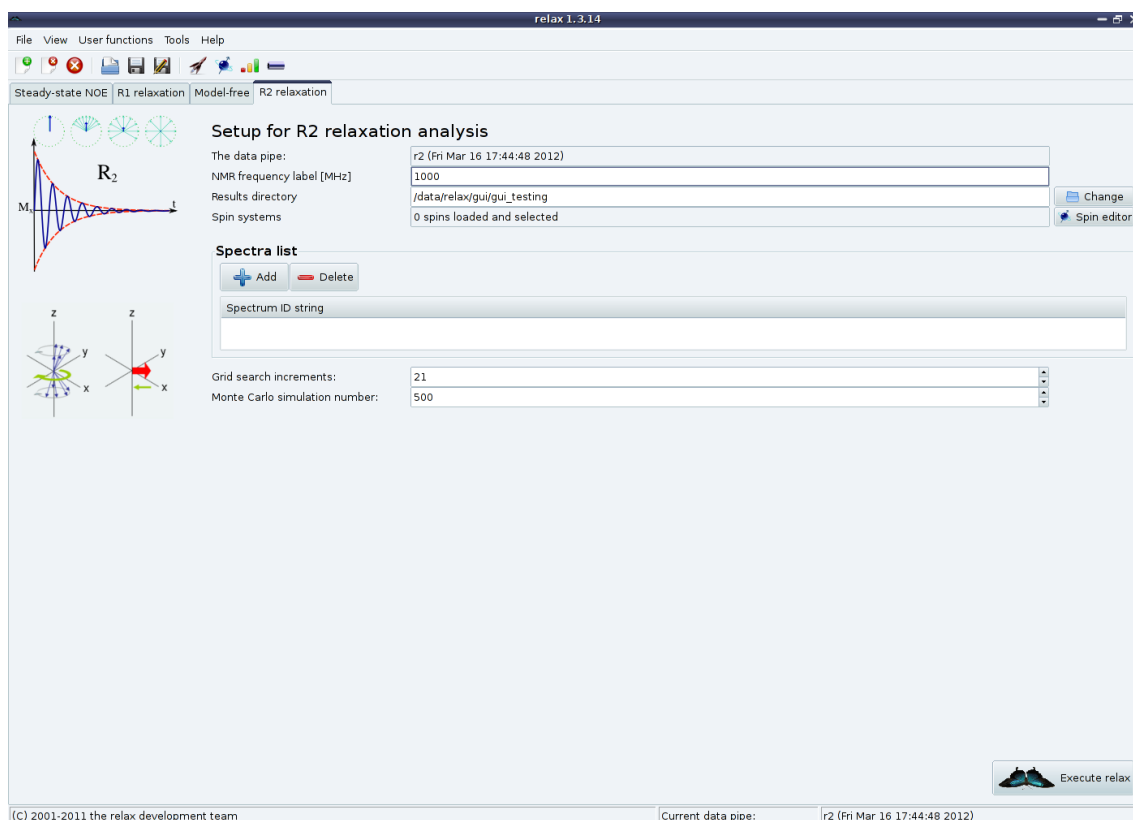 relax 1.3.14
File View User functions Tools Help
Steady-state NOE R1 relaxation Model-free R2 relaxation
Setup for R2 relaxation analysis
The data pipe: r2 (Fri Mar 16 17:44:48 2012)
NMR frequency label [MHz] 1000
Results directory /data/relax/gui/gui_testing Change
Spin systems 0 spins loaded and selected Spin editor
R2
Mx t
Spectra list
Add Delete
Spectrum ID string
z z
y y
x x
Grid search increments: 21
Monte Carlo simulation number: 500
Execute relax
(C) 2001-2011 the relax development team Current data pipe: r2 (Fri Mar 16 17:44:48 2012)